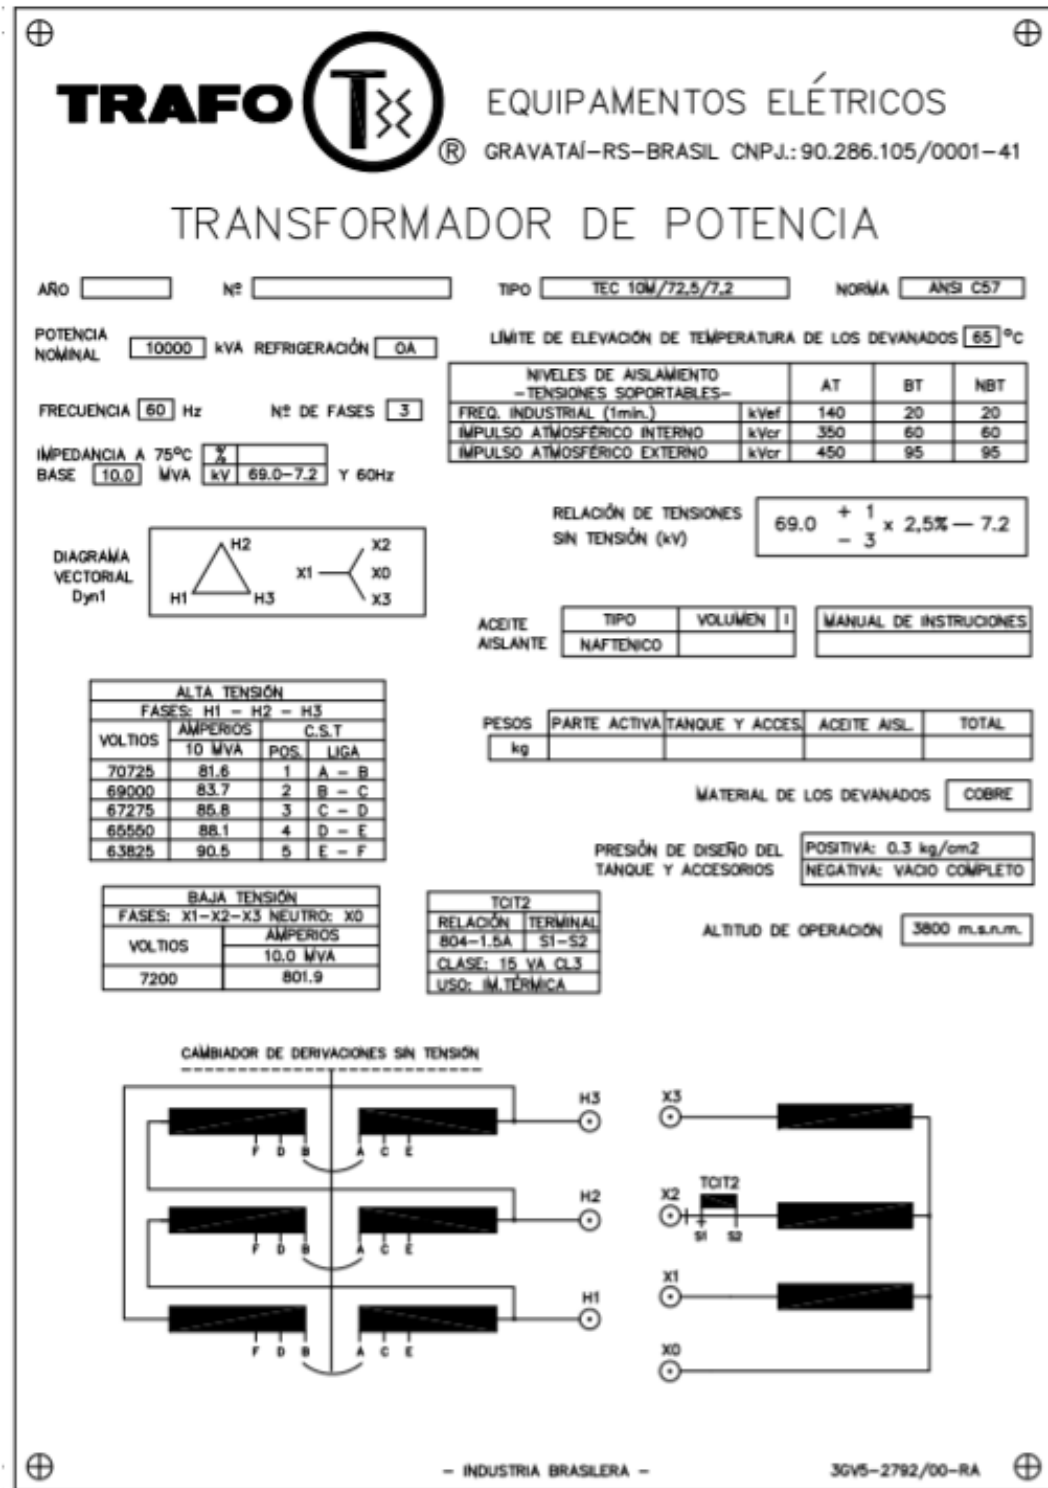 TRAFO T ® EQUIPAMENTOS ELÉTRICOS
GRAVATAÍ-RS-BRASIL CNPJ.: 90.286.105/0001-41
TRANSFORMADOR DE POTENCIA
AÑO Nº TIPO TEC 10M/72,5/7,2 NORMA ANSI C57
POTENCIA NOMINAL 10000 kVA REFRIGERACIÓN OA
LÍMITE DE ELEVACIÓN DE TEMPERATURA DE LOS DEVANADOS 65 ºC
FRECUENCIA 60 Hz Nº DE FASES 3
IMPEDANCIA A 75ºC %
BASE 10.0 MVA kV 69.0-7.2 Y 60Hz
NIVELES DE AISLAMIENTO
-TENSIONES SOPORTABLES- AT BT NBT
FREQ. INDUSTRIAL (1min.) kVef 140 20 20
IMPULSO ATMOSFÉRICO INTERNO kVcr 350 60 60
IMPULSO ATMOSFÉRICO EXTERNO kVcr 450 95 95
RELACIÓN DE TENSIONES
SIN TENSIÓN (kV)
69.0 + 1 - 3 x 2,5% — 7.2
DIAGRAMA
VECTORIAL
Dyn1
H2
H1 H3
X2
X1 X0
X3
ACEITE
AISLANTE
TIPO VOLUMEN l
NAFTENICO
MANUAL DE INSTRUCIONES
ALTA TENSIÓN
FASES: H1 - H2 - H3
VOLTIOS AMPERIOS C.S.T
10 MVA POS. LIGA
70725 81.6 1 A - B
69000 83.7 2 B - C
67275 85.8 3 C - D
65550 88.1 4 D - E
63825 90.5 5 E - F
PESOS PARTE ACTIVA TANQUE Y ACCES. ACEITE AISL. TOTAL
kg
MATERIAL DE LOS DEVANADOS COBRE
PRESIÓN DE DISEÑO DEL
TANQUE Y ACCESORIOS
POSITIVA: 0.3 kg/cm2
NEGATIVA: VACIO COMPLETO
BAJA TENSIÓN
FASES: X1-X2-X3 NEUTRO: X0
VOLTIOS AMPERIOS
10.0 MVA
7200 801.9
TCIT2
RELACIÓN TERMINAL
804-1.5A S1-S2
CLASE: 15 VA CL3
USO: IM.TÉRMICA
ALTITUD DE OPERACIÓN 3800 m.s.n.m.
CAMBIADOR DE DERIVACIONES SIN TENSIÓN
H3 X3
F D B A C E
H2 X2 TCIT2
S1 S2
F D B A C E
H1 X1
F D B A C E
X0
- INDUSTRIA BRASILERA -
3GV5-2792/00-RA